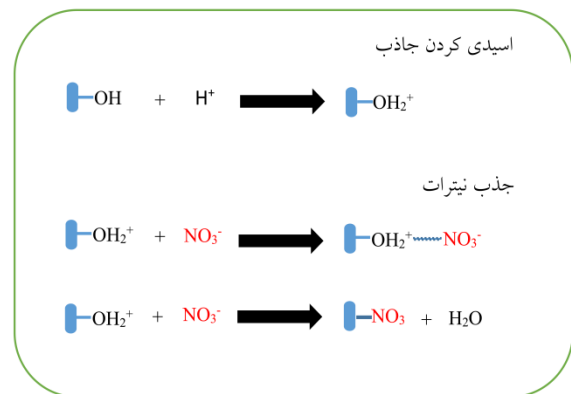 اسیدی کردن جاذب
OH + H⁺ OH₂⁺
جذب نیترات
OH₂⁺ + NO₃⁻ OH₂⁺ NO₃⁻
OH₂⁺ + NO₃⁻ NO₃ + H₂O